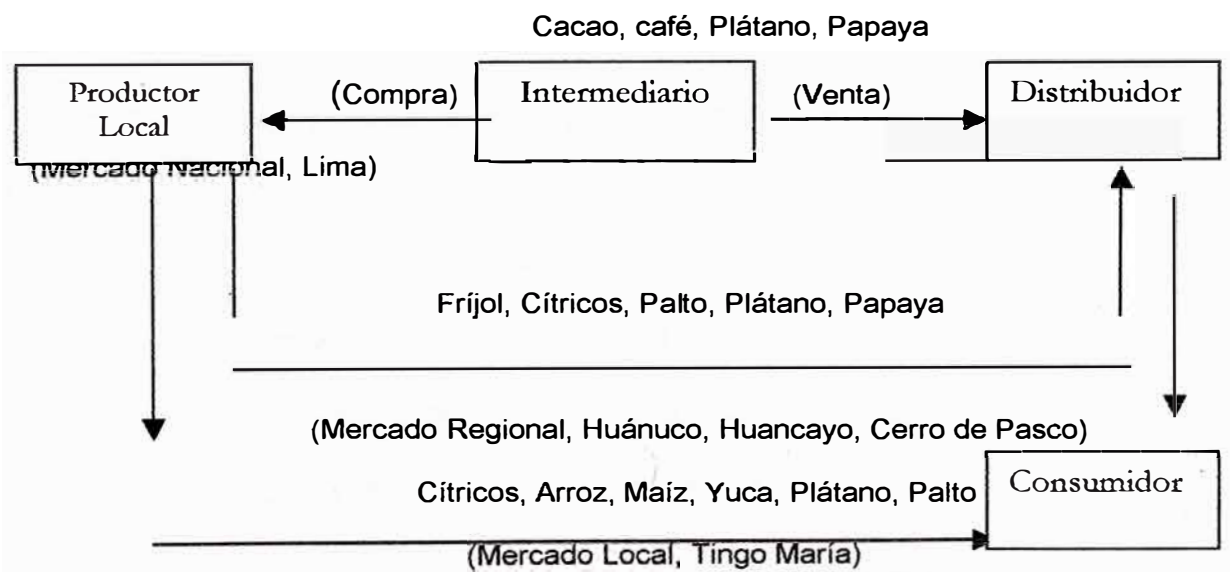 Cacao, café, Plátano, Papaya
Productor
Local
(Compra)
Intermediario
(Venta)
Distribuidor
(Mercado Nacional, Lima)
Fríjol, Cítricos, Palto, Plátano, Papaya
(Mercado Regional, Huánuco, Huancayo, Cerro de Pasco)
Cítricos, Arroz, Maíz, Yuca, Plátano, Palto
Consumidor
(Mercado Local, Tingo María)